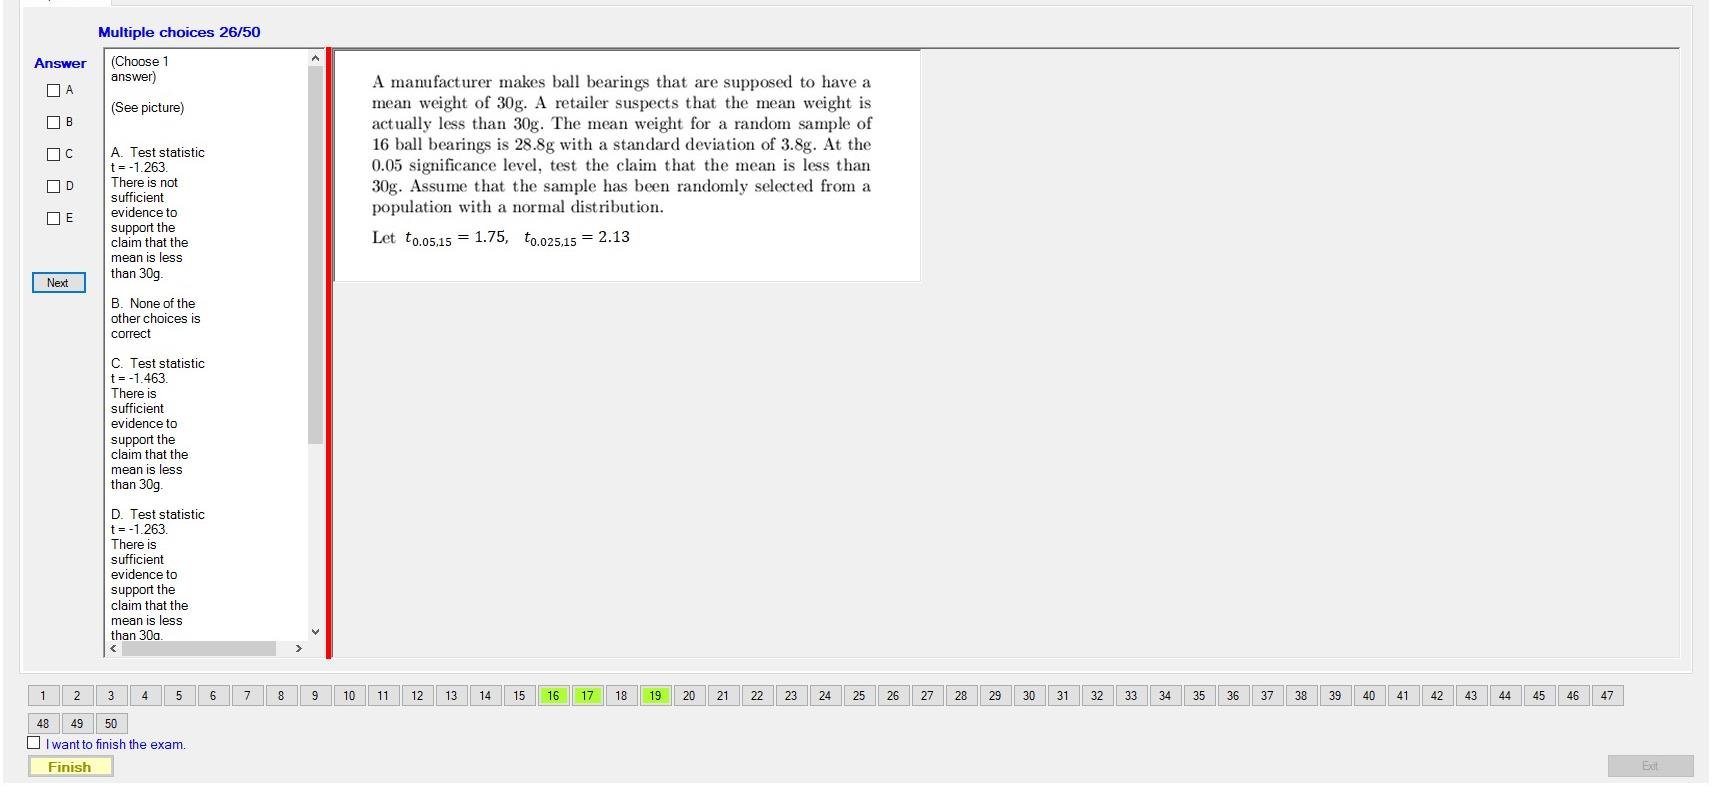 Multiple choices 26/50
Answer
A
B
C
D
E
Next
(Choose 1
answer)
(See picture)
A. Test statistic
t = -1.263.
There is not
sufficient
evidence to
support the
claim that the
mean is less
than 30g.
B. None of the
other choices is
correct
C. Test statistic
t = -1.463.
There is
sufficient
evidence to
support the
claim that the
mean is less
than 30g.
D. Test statistic
t = -1.263.
There is
sufficient
evidence to
support the
claim that the
mean is less
than 30g.
A manufacturer makes ball bearings that are supposed to have a
mean weight of 30g. A retailer suspects that the mean weight is
actually less than 30g. The mean weight for a random sample of
16 ball bearings is 28.8g with a standard deviation of 3.8g. At the
0.05 significance level, test the claim that the mean is less than
30g. Assume that the sample has been randomly selected from a
population with a normal distribution.
Let t0.05,15 = 1.75, t0.025,15 = 2.13
1 2 3 4 5 6 7 8 9 10 11 12 13 14 15 16 17 18 19 20 21 22 23 24 25 26 27 28 29 30 31 32 33 34 35 36 37 38 39 40 41 42 43 44 45 46 47
48 49 50
I want to finish the exam.
Finish
Exit